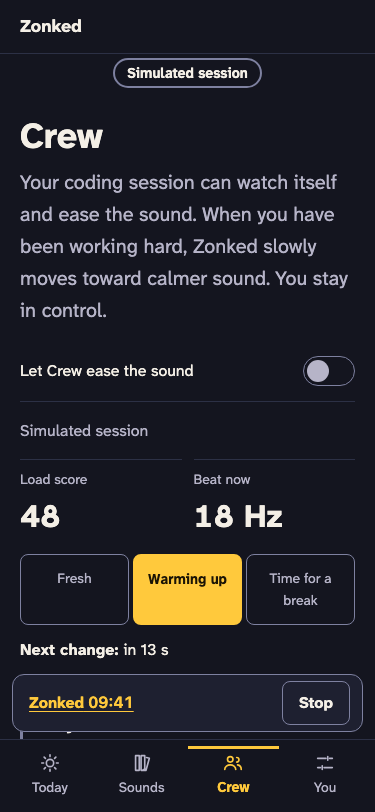 Zonked
Simulated session
Crew
Your coding session can watch itself
and ease the sound. When you have
been working hard, Zonked slowly
moves toward calmer sound. You stay
in control.
Let Crew ease the sound
Simulated session
Load score
Beat now
48
18 Hz
Fresh
Warming up
Time for a
break
Next change: in 13 s
Zonked 09:41
Stop
Today
Sounds
Crew
You